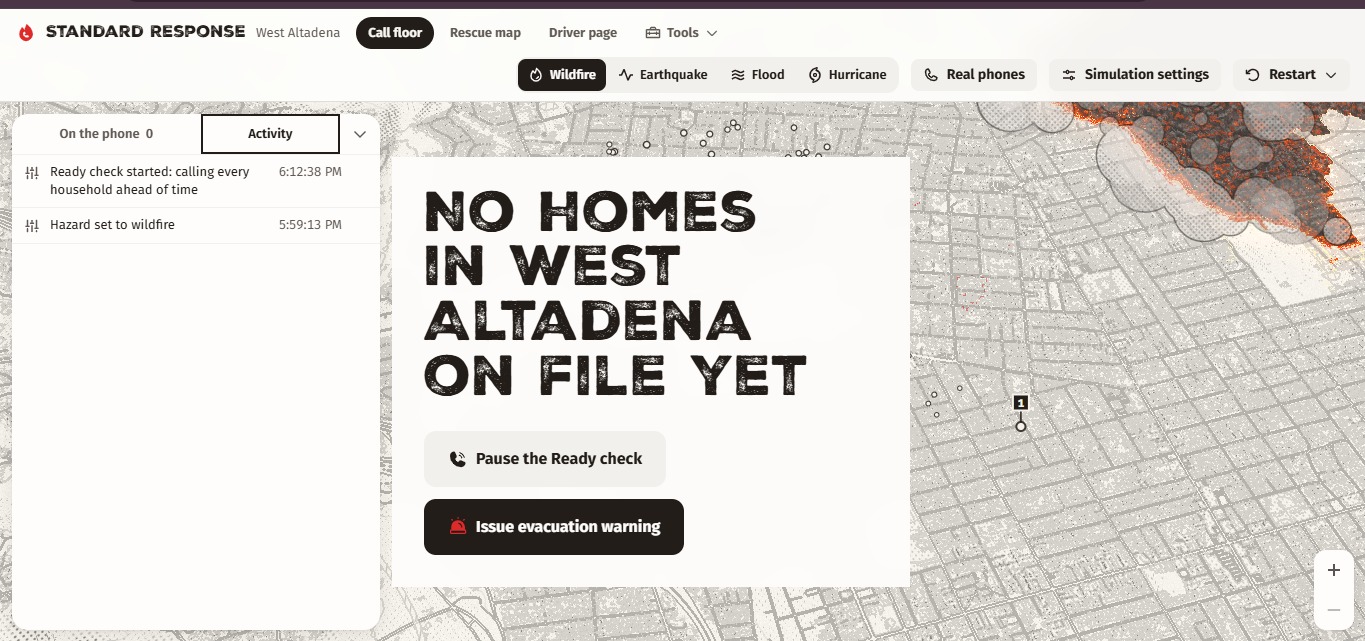 STANDARD RESPONSE West Altadena Call floor Rescue map Driver page Tools
Wildfire Earthquake Flood Hurricane Real phones Simulation settings Restart
On the phone 0 Activity
Ready check started: calling every 6:12:38 PM
household ahead of time
Hazard set to wildfire 5:59:13 PM
NO HOMES
IN WEST
ALTADENA
ON FILE YET
Pause the Ready check
Issue evacuation warning
1
+
−